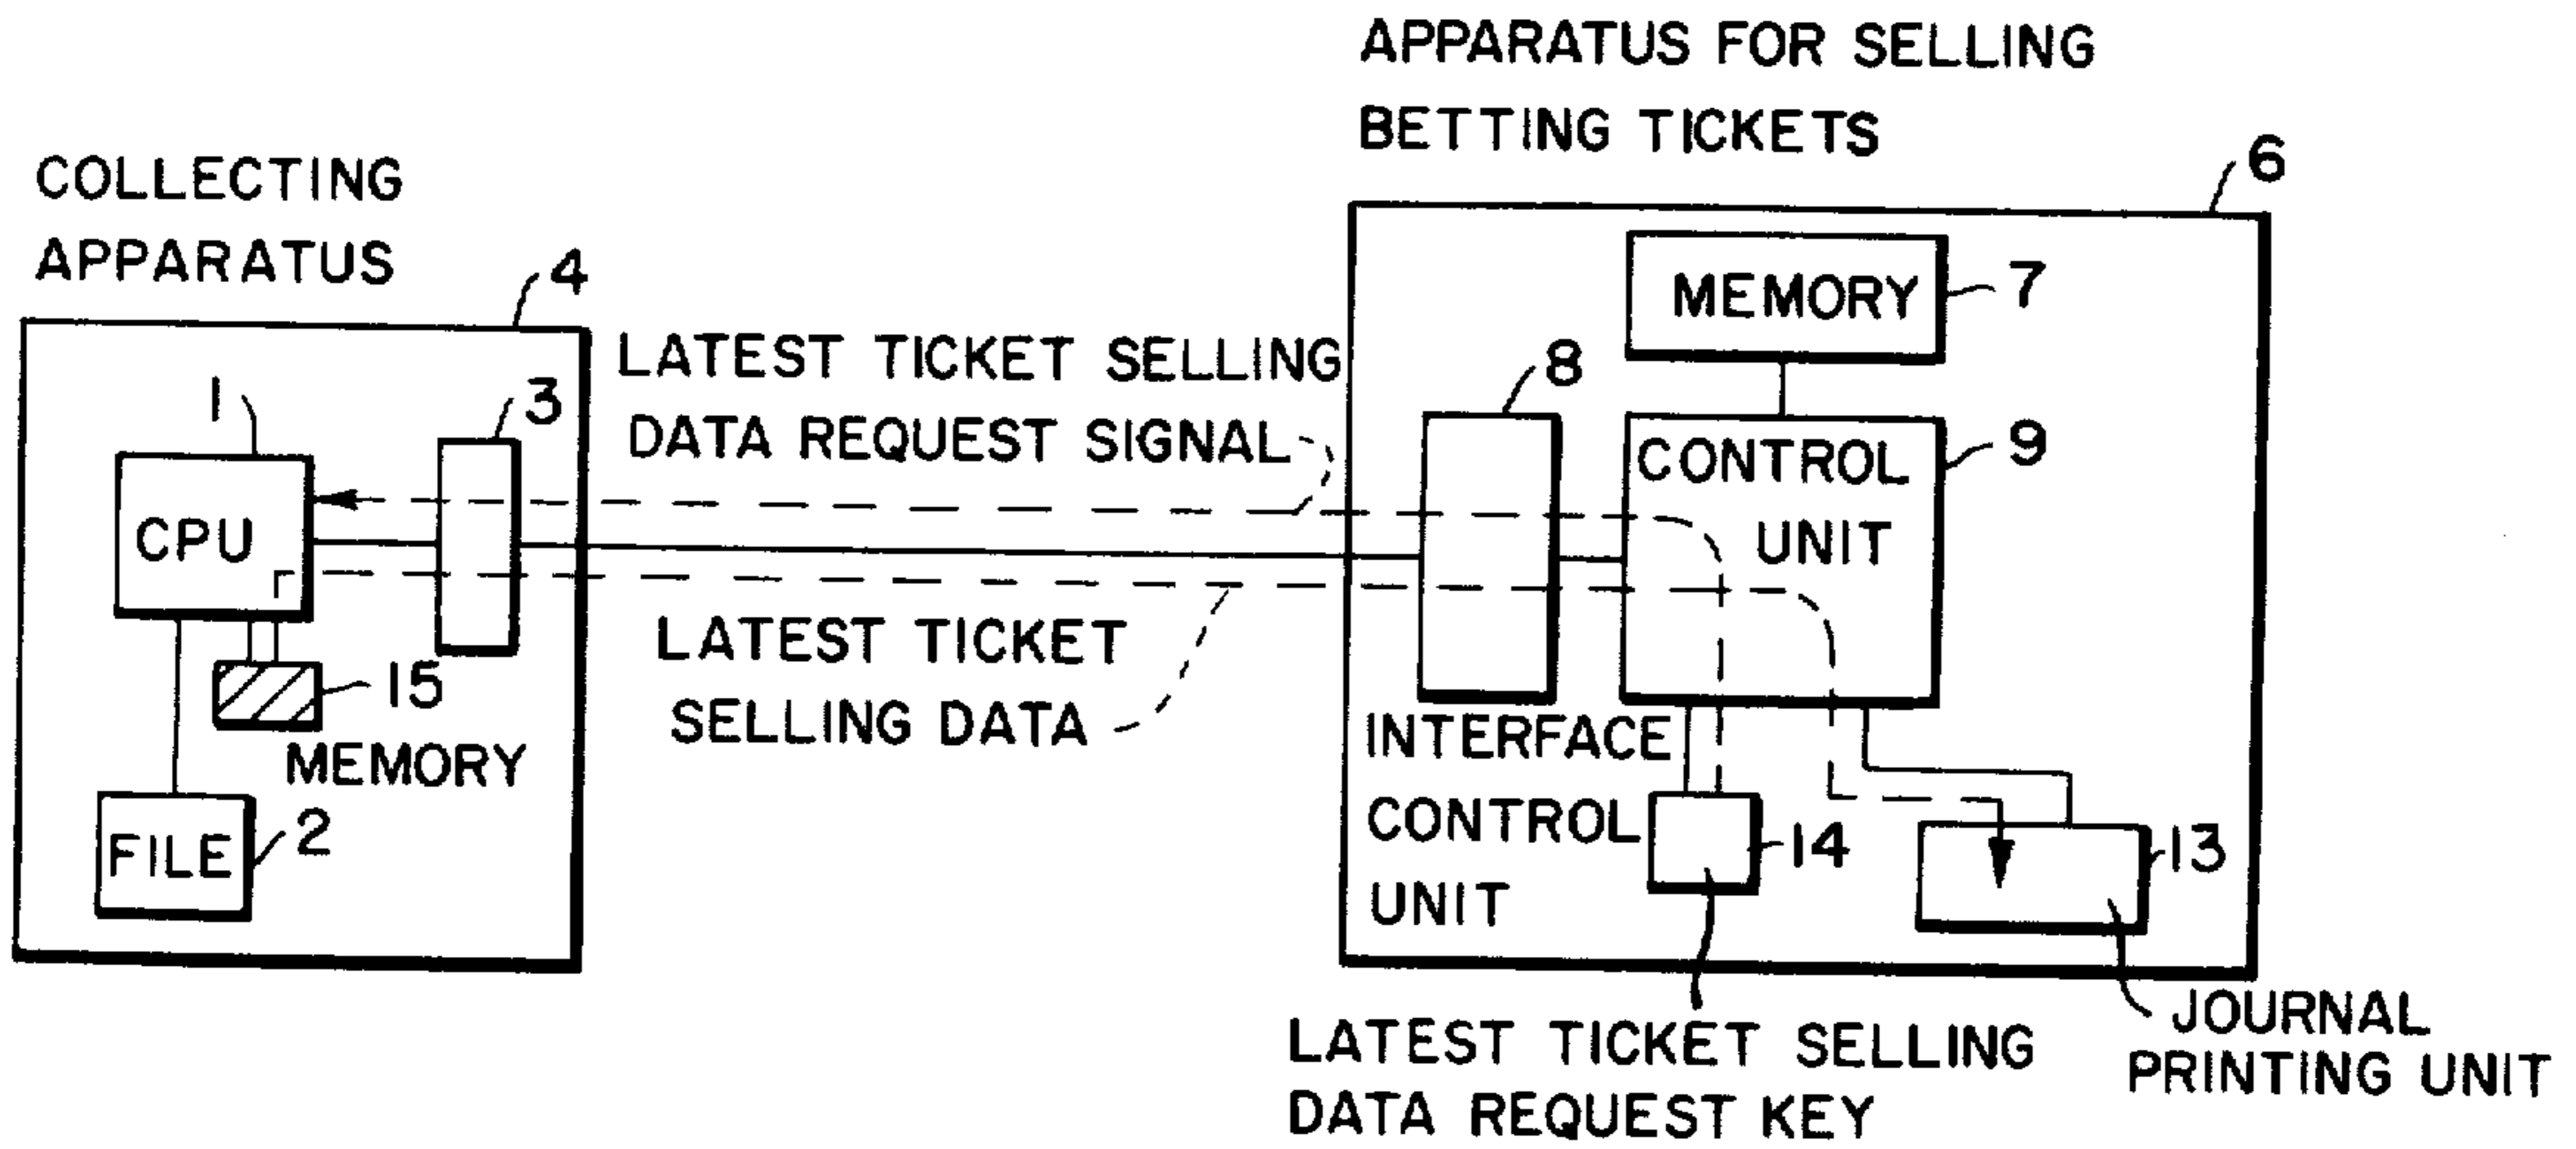 APPARATUS FOR SELLING
BETTING TICKETS
6
COLLECTING
APPARATUS
4
MEMORY
7
LATEST TICKET SELLING
DATA REQUEST SIGNAL
1
3
8
CONTROL
UNIT
9
CPU
LATEST TICKET
SELLING DATA
15
MEMORY
FILE
2
INTERFACE
CONTROL
UNIT
14
13
LATEST TICKET SELLING
DATA REQUEST KEY
JOURNAL
PRINTING UNIT